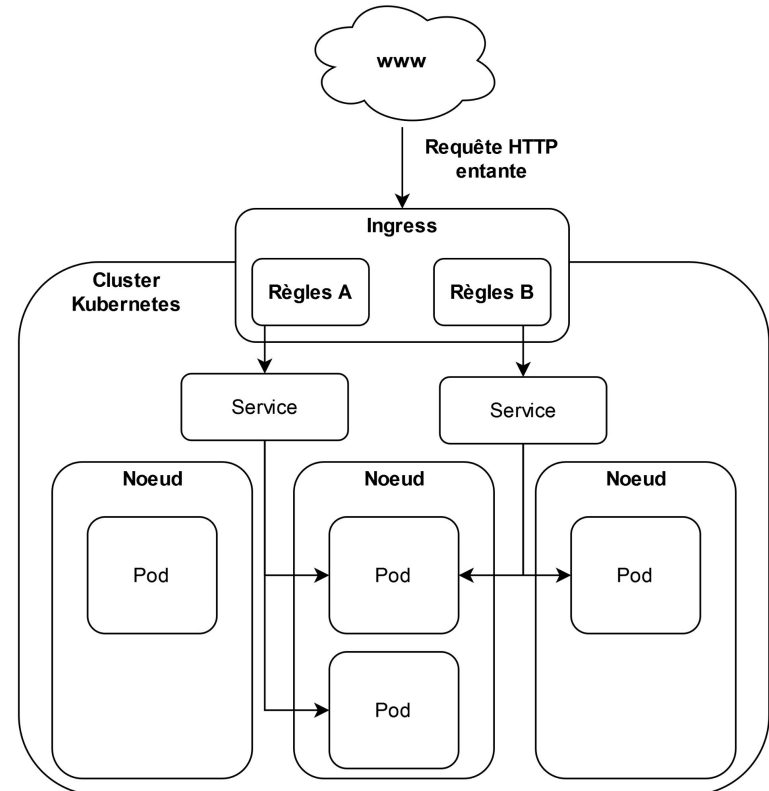 www
Requête HTTP
entante
Ingress
Cluster
Kubernetes
Règles A
Règles B
Service
Service
Noeud
Noeud
Noeud
Pod
Pod
Pod
Pod